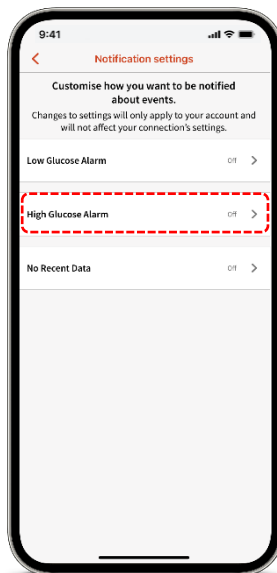 9:41
Notification settings
Customise how you want to be notified
about events.
Changes to settings will only apply to your account and
will not affect your connection's settings.
Low Glucose Alarm Off
High Glucose Alarm Off
No Recent Data Off